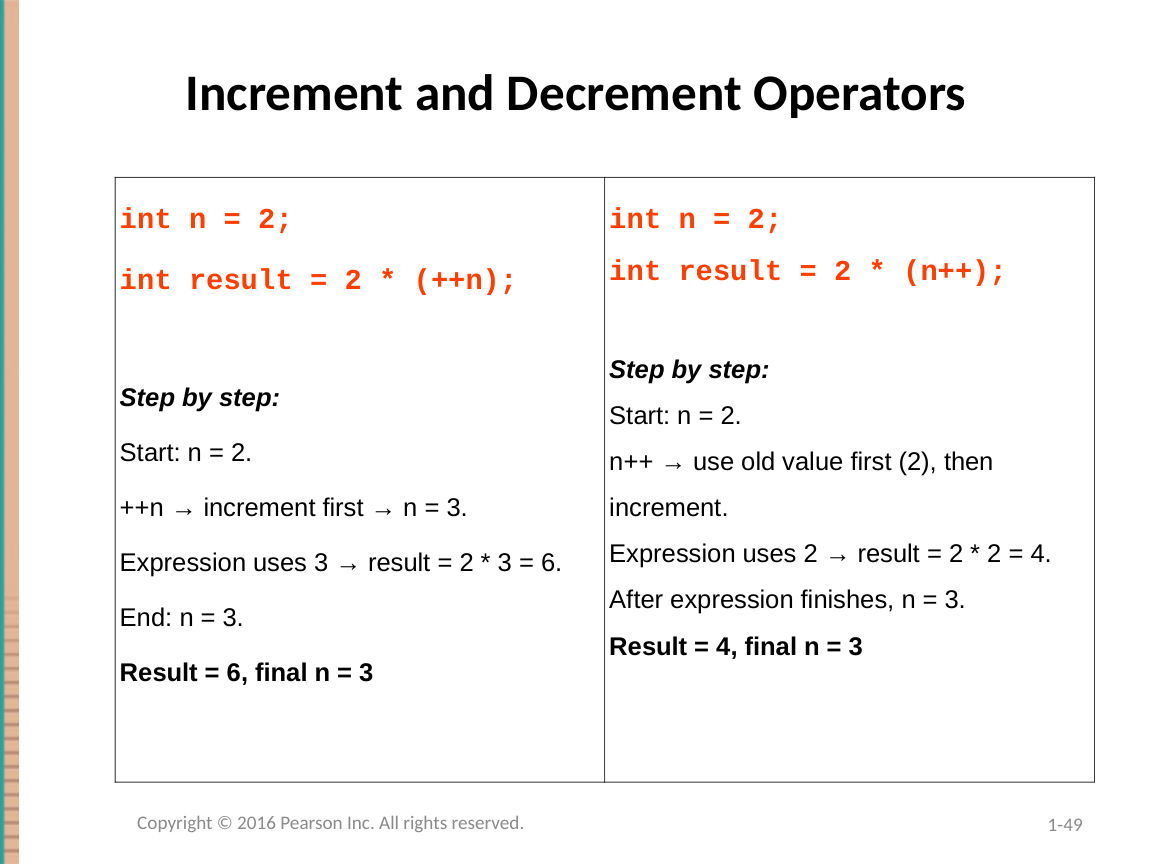 Increment and Decrement Operators
int n = 2;
int result = 2 * (++n);
Step by step:
Start: n = 2.
++n → increment first → n = 3.
Expression uses 3 → result = 2 * 3 = 6.
End: n = 3.
Result = 6, final n = 3
int n = 2;
int result = 2 * (n++);
Step by step:
Start: n = 2.
n++ → use old value first (2), then
increment.
Expression uses 2 → result = 2 * 2 = 4.
After expression finishes, n = 3.
Result = 4, final n = 3
Copyright © 2016 Pearson Inc. All rights reserved.
1-49